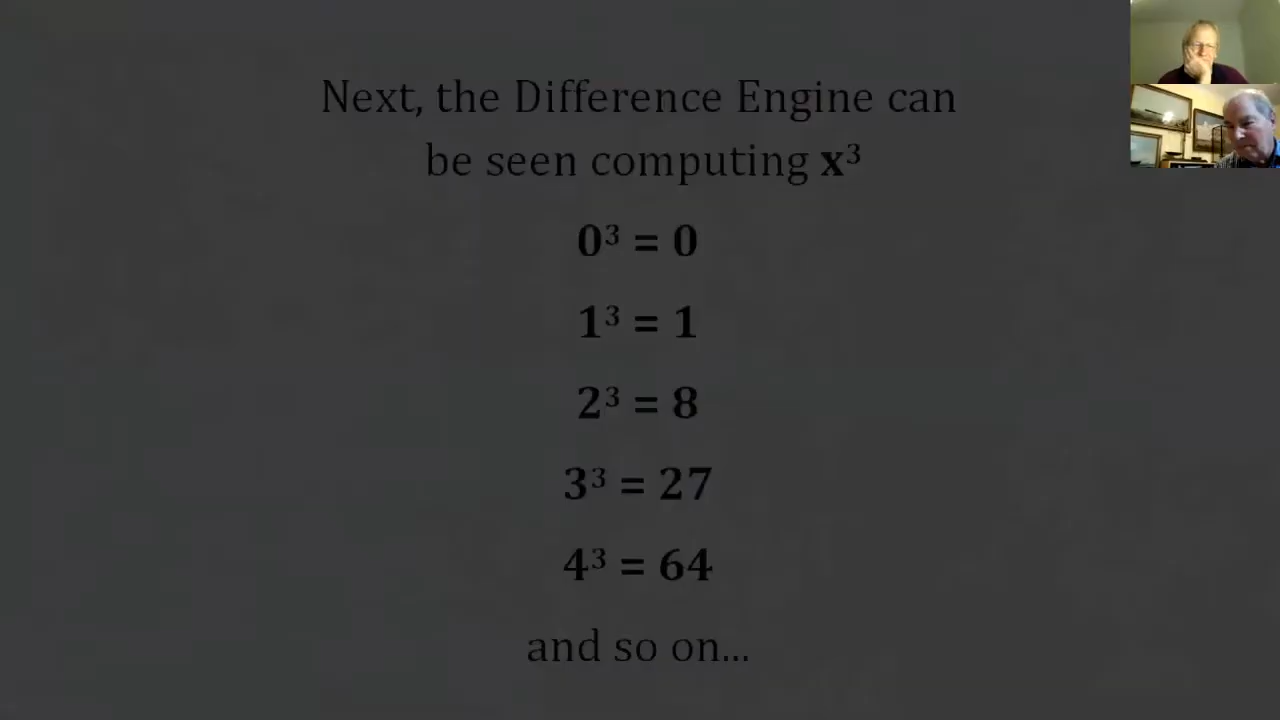 Next, the Difference Engine can
be seen computing x³
0³ = 0
1³ = 1
2³ = 8
3³ = 27
4³ = 64
and so on...